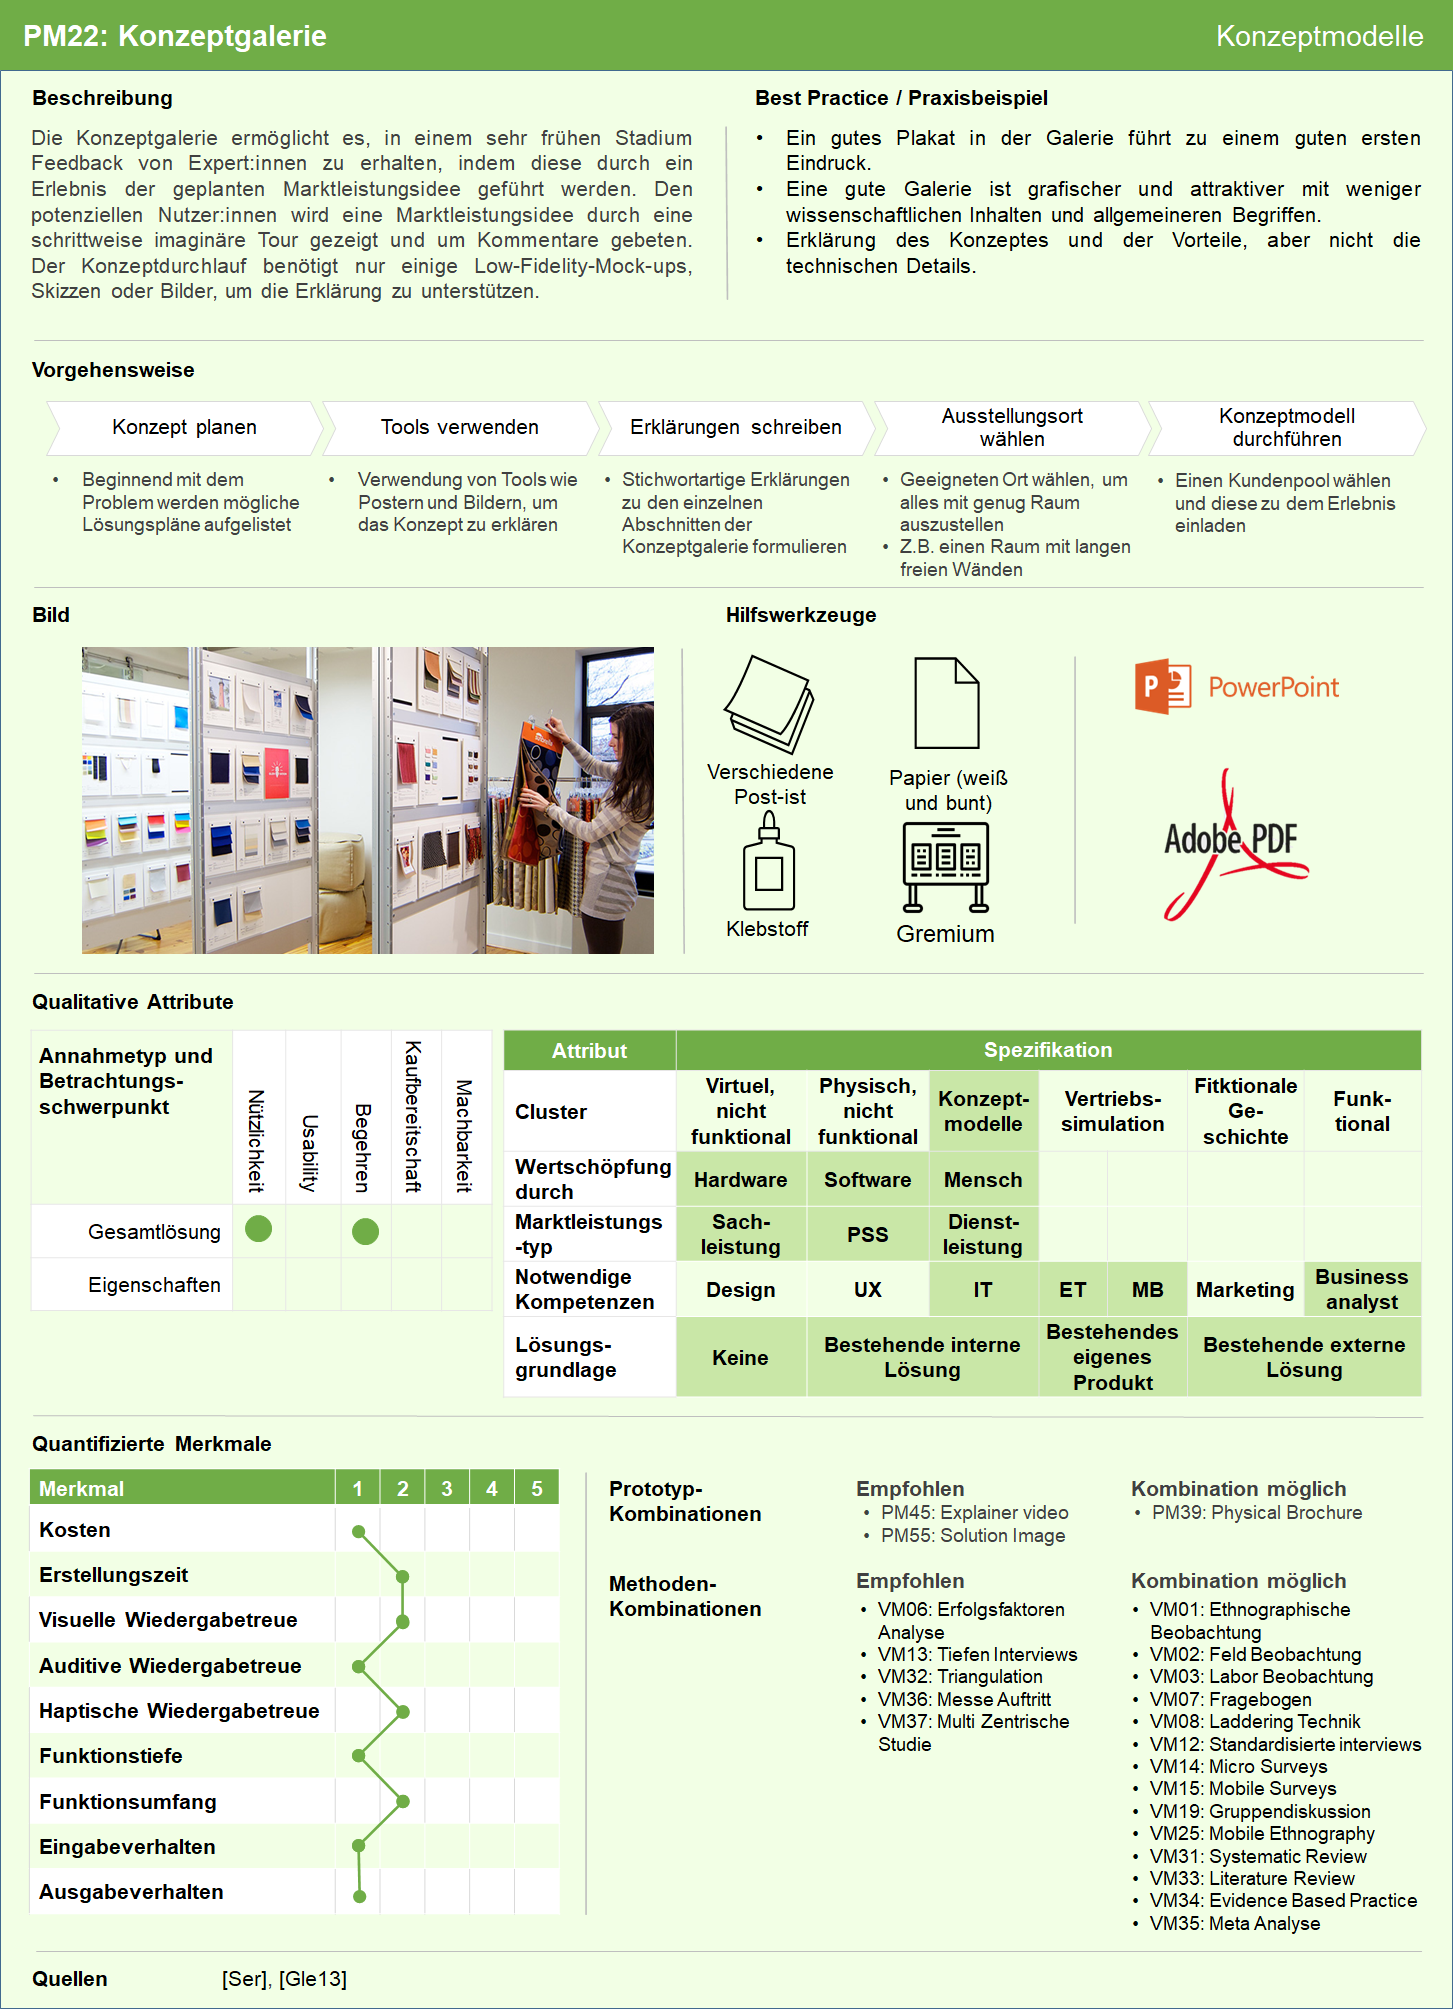 PM22: Konzeptgalerie
Konzeptmodelle
Beschreibung
Die Konzeptgalerie ermöglicht es, in einem sehr frühen Stadium
Feedback von Expert:innen zu erhalten, indem diese durch ein
Erlebnis der geplanten Marktleistungsidee geführt werden. Den
potenziellen Nutzer:innen wird eine Marktleistungsidee durch eine
schrittweise imaginäre Tour gezeigt und um Kommentare gebeten.
Der Konzeptdurchlauf benötigt nur einige Low-Fidelity-Mock-ups,
Skizzen oder Bilder, um die Erklärung zu unterstützen.
Best Practice / Praxisbeispiel
• Ein gutes Plakat in der Galerie führt zu einem guten ersten
Eindruck.
• Eine gute Galerie ist grafischer und attraktiver mit weniger
wissenschaftlichen Inhalten und allgemeineren Begriffen.
• Erklärung des Konzeptes und der Vorteile, aber nicht die
technischen Details.
Vorgehensweise
Konzept planen
Tools verwenden
Erklärungen schreiben
Ausstellungsort
wählen
Konzeptmodell
durchführen
• Beginnend mit dem
Problem werden mögliche
Lösungspläne aufgelistet
• Verwendung von Tools wie
Postern und Bildern, um
das Konzept zu erklären
• Stichwortartige Erklärungen
zu den einzelnen
Abschnitten der
Konzeptgalerie formulieren
• Geeigneten Ort wählen, um
alles mit genug Raum
auszustellen
• Z.B. einen Raum mit langen
freien Wänden
• Einen Kundenpool wählen
und diese zu dem Erlebnis
einladen
Bild
Hilfswerkzeuge
Verschiedene
Post-ist
Papier (weiß
und bunt)
Klebstoff
Gremium
P PowerPoint
Adobe PDF
Qualitative Attribute
Annahmetyp und
Betrachtungs-
schwerpunkt
Nützlichkeit
Usability
Begehren
Kaufbereitschaft
Machbarkeit
Gesamtlösung
Eigenschaften
Attribut
Spezifikation
Cluster
Virtuel,
nicht
funktional
Physisch,
nicht
funktional
Konzept-
modelle
Vertriebs-
simulation
Fitktionale
Ge-
schichte
Funk-
tional
Wertschöpfung
durch
Hardware
Software
Mensch
Marktleistungs
-typ
Sach-
leistung
PSS
Dienst-
leistung
Notwendige
Kompetenzen
Design
UX
IT
ET
MB
Marketing
Business
analyst
Lösungs-
grundlage
Keine
Bestehende interne
Lösung
Bestehendes
eigenes
Produkt
Bestehende externe
Lösung
Quantifizierte Merkmale
Merkmal 1 2 3 4 5
Kosten
Erstellungszeit
Visuelle Wiedergabetreue
Auditive Wiedergabetreue
Haptische Wiedergabetreue
Funktionstiefe
Funktionsumfang
Eingabeverhalten
Ausgabeverhalten
Prototyp-
Kombinationen
Empfohlen
• PM45: Explainer video
• PM55: Solution Image
Kombination möglich
• PM39: Physical Brochure
Methoden-
Kombinationen
Empfohlen
• VM06: Erfolgsfaktoren
Analyse
• VM13: Tiefen Interviews
• VM32: Triangulation
• VM36: Messe Auftritt
• VM37: Multi Zentrische
Studie
Kombination möglich
• VM01: Ethnographische
Beobachtung
• VM02: Feld Beobachtung
• VM03: Labor Beobachtung
• VM07: Fragebogen
• VM08: Laddering Technik
• VM12: Standardisierte interviews
• VM14: Micro Surveys
• VM15: Mobile Surveys
• VM19: Gruppendiskussion
• VM25: Mobile Ethnography
• VM31: Systematic Review
• VM33: Literature Review
• VM34: Evidence Based Practice
• VM35: Meta Analyse
Quellen
[Ser], [Gle13]